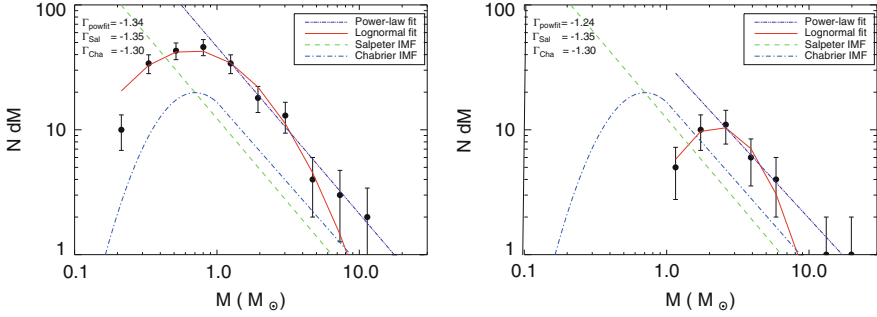 100
10
1
N dM
Γpowfit= -1.34
ΓSal = -1.35
ΓCha = -1.30
Power-law fit
Lognormal fit
Salpeter IMF
Chabrier IMF
0.1
1.0
10.0
M ( M⊙ )
100
10
1
N dM
Γpowfit= -1.24
ΓSal = -1.35
ΓCha = -1.30
Power-law fit
Lognormal fit
Salpeter IMF
Chabrier IMF
0.1
1.0
10.0
M ( M⊙ )